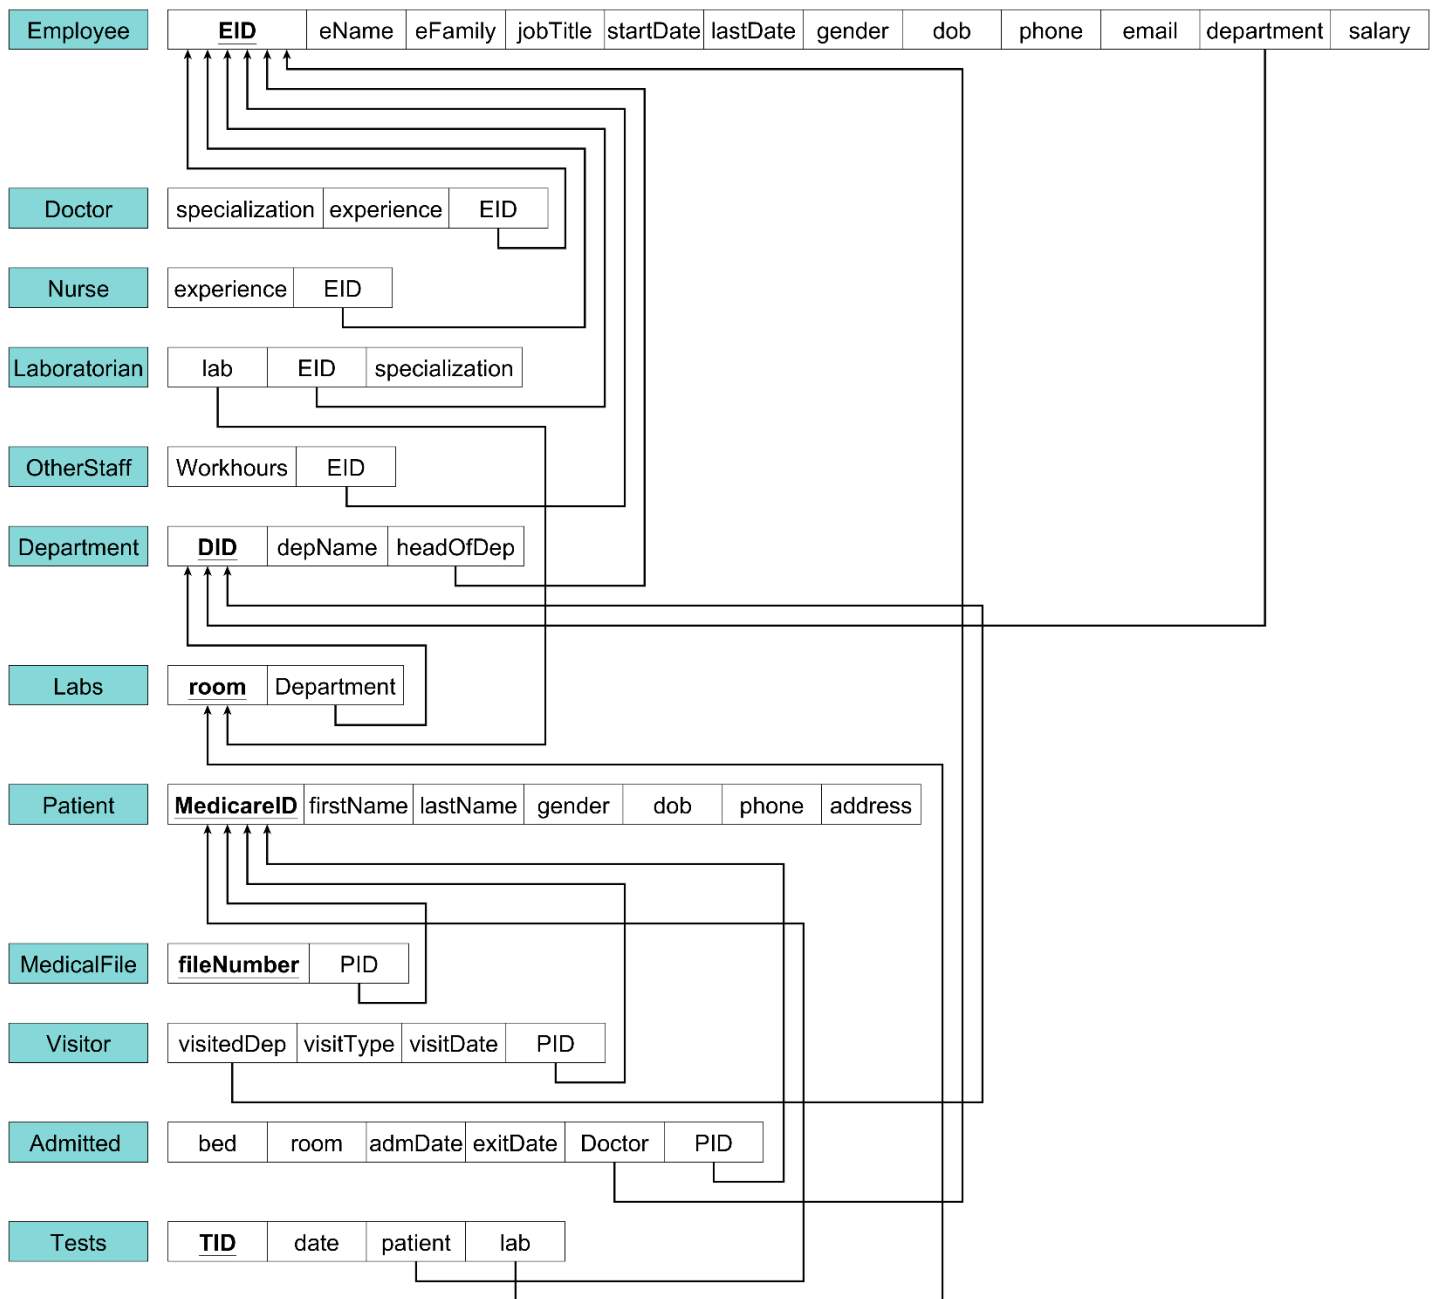 Employee EID eName eFamily jobTitle startDate lastDate gender dob phone email department salary
Doctor specialization experience EID
Nurse experience EID
Laboratorian lab EID specialization
OtherStaff Workhours EID
Department DID depName headOfDep
Labs room Department
Patient MedicareID firstName lastName gender dob phone address
MedicalFile fileNumber PID
Visitor visitedDep visitType visitDate PID
Admitted bed room admDate exitDate Doctor PID
Tests TID date patient lab